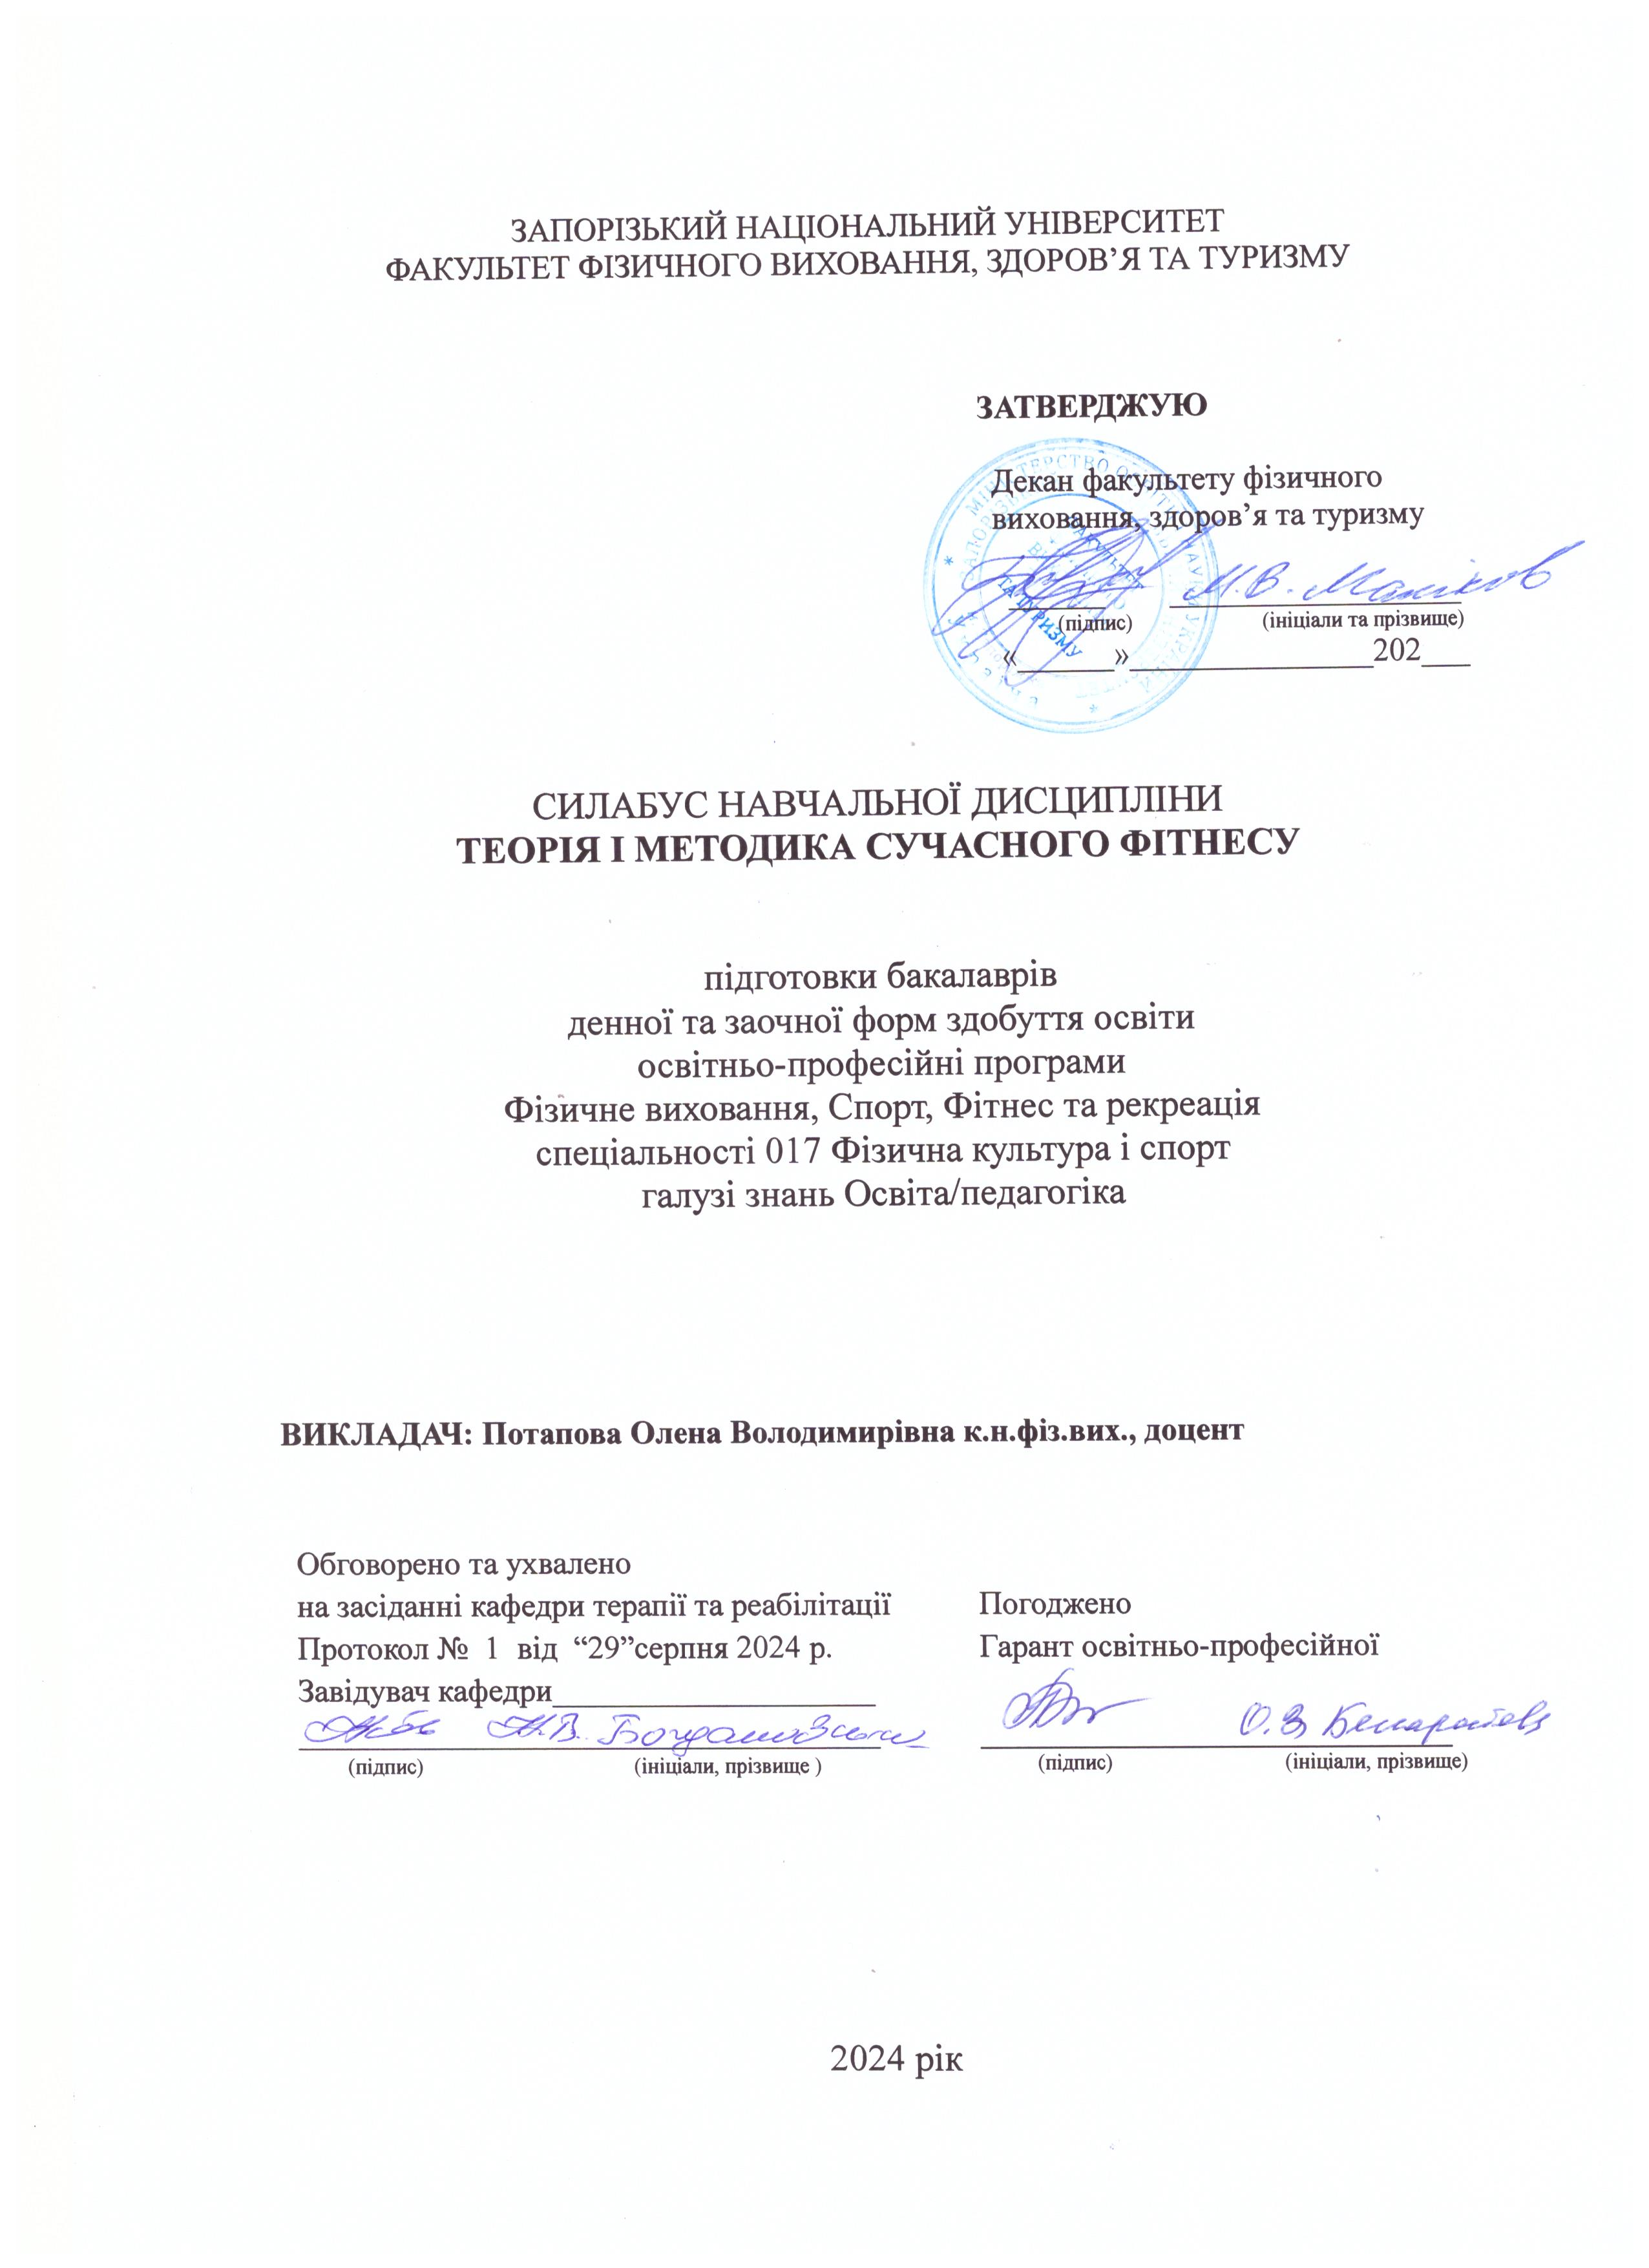 ЗАПОРІЗЬКИЙ НАЦІОНАЛЬНИЙ УНІВЕРСИТЕТ
ФАКУЛЬТЕТ ФІЗИЧНОГО ВИХОВАННЯ, ЗДОРОВ’Я ТА ТУРИЗМУ
ЗАТВЕРДЖУЮ
Декан факультету фізичного
виховання, здоров’я та туризму
М.В. Маліков
(підпис) (ініціали та прізвище)
«______»_______________202___
СИЛАБУС НАВЧАЛЬНОЇ ДИСЦИПЛІНИ
ТЕОРІЯ І МЕТОДИКА СУЧАСНОГО ФІТНЕСУ
підготовки бакалаврів
денної та заочної форм здобуття освіти
освітньо-професійні програми
Фізичне виховання, Спорт, Фітнес та рекреація
спеціальності 017 Фізична культура і спорт
галузі знань Освіта/педагогіка
ВИКЛАДАЧ: Потапова Олена Володимирівна к.н.фіз.вих., доцент
Обговорено та ухвалено
на засіданні кафедри терапії та реабілітації
Протокол № 1 від “29”серпня 2024 р.
Завідувач кафедри____________________
Н.В. Богдановська
(підпис) (ініціали, прізвище )
Погоджено
Гарант освітньо-професійної
(підпис) (ініціали, прізвище)
2024 рік